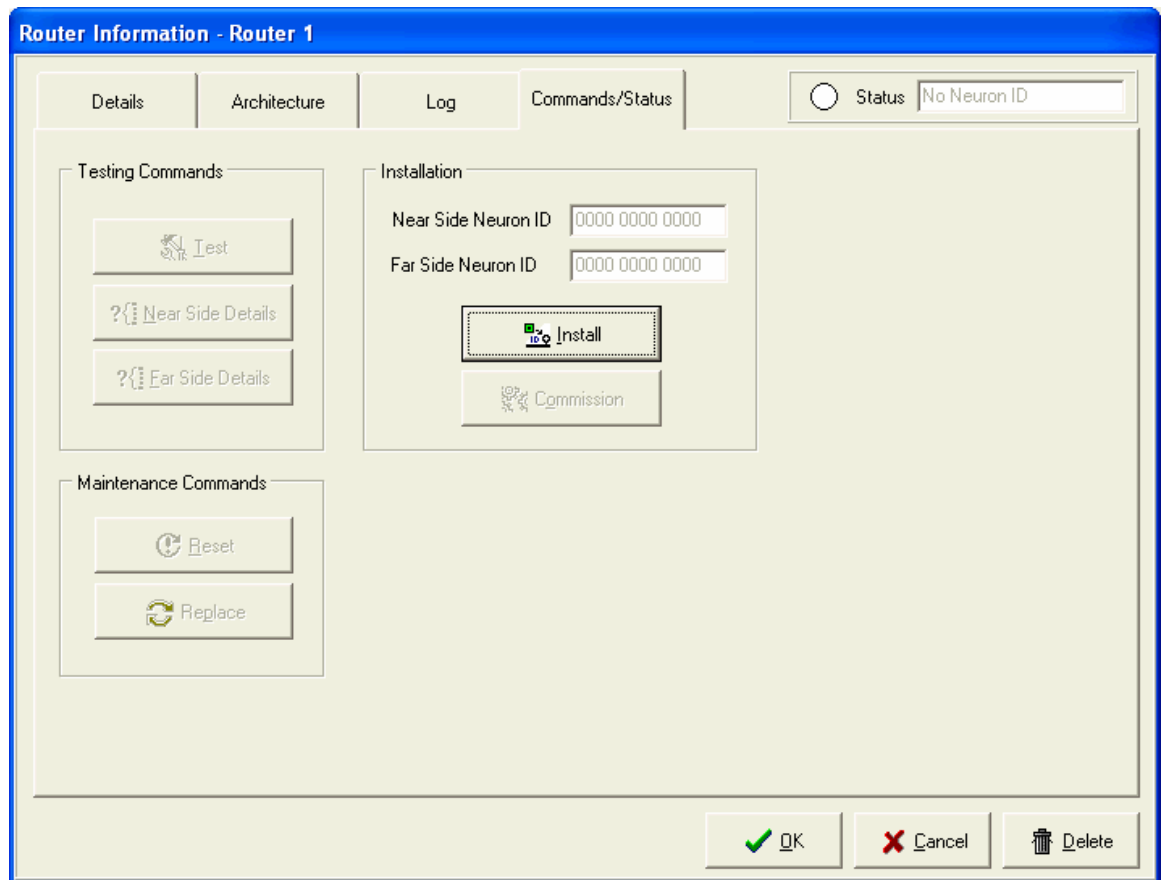 Router Information - Router 1
Details
Architecture
Log
Commands/Status
Status
No Neuron ID
Testing Commands
Test
?{ Near Side Details
?{ Far Side Details
Installation
Near Side Neuron ID
0000 0000 0000
Far Side Neuron ID
0000 0000 0000
ID Install
Commission
Maintenance Commands
Reset
Replace
OK
Cancel
Delete